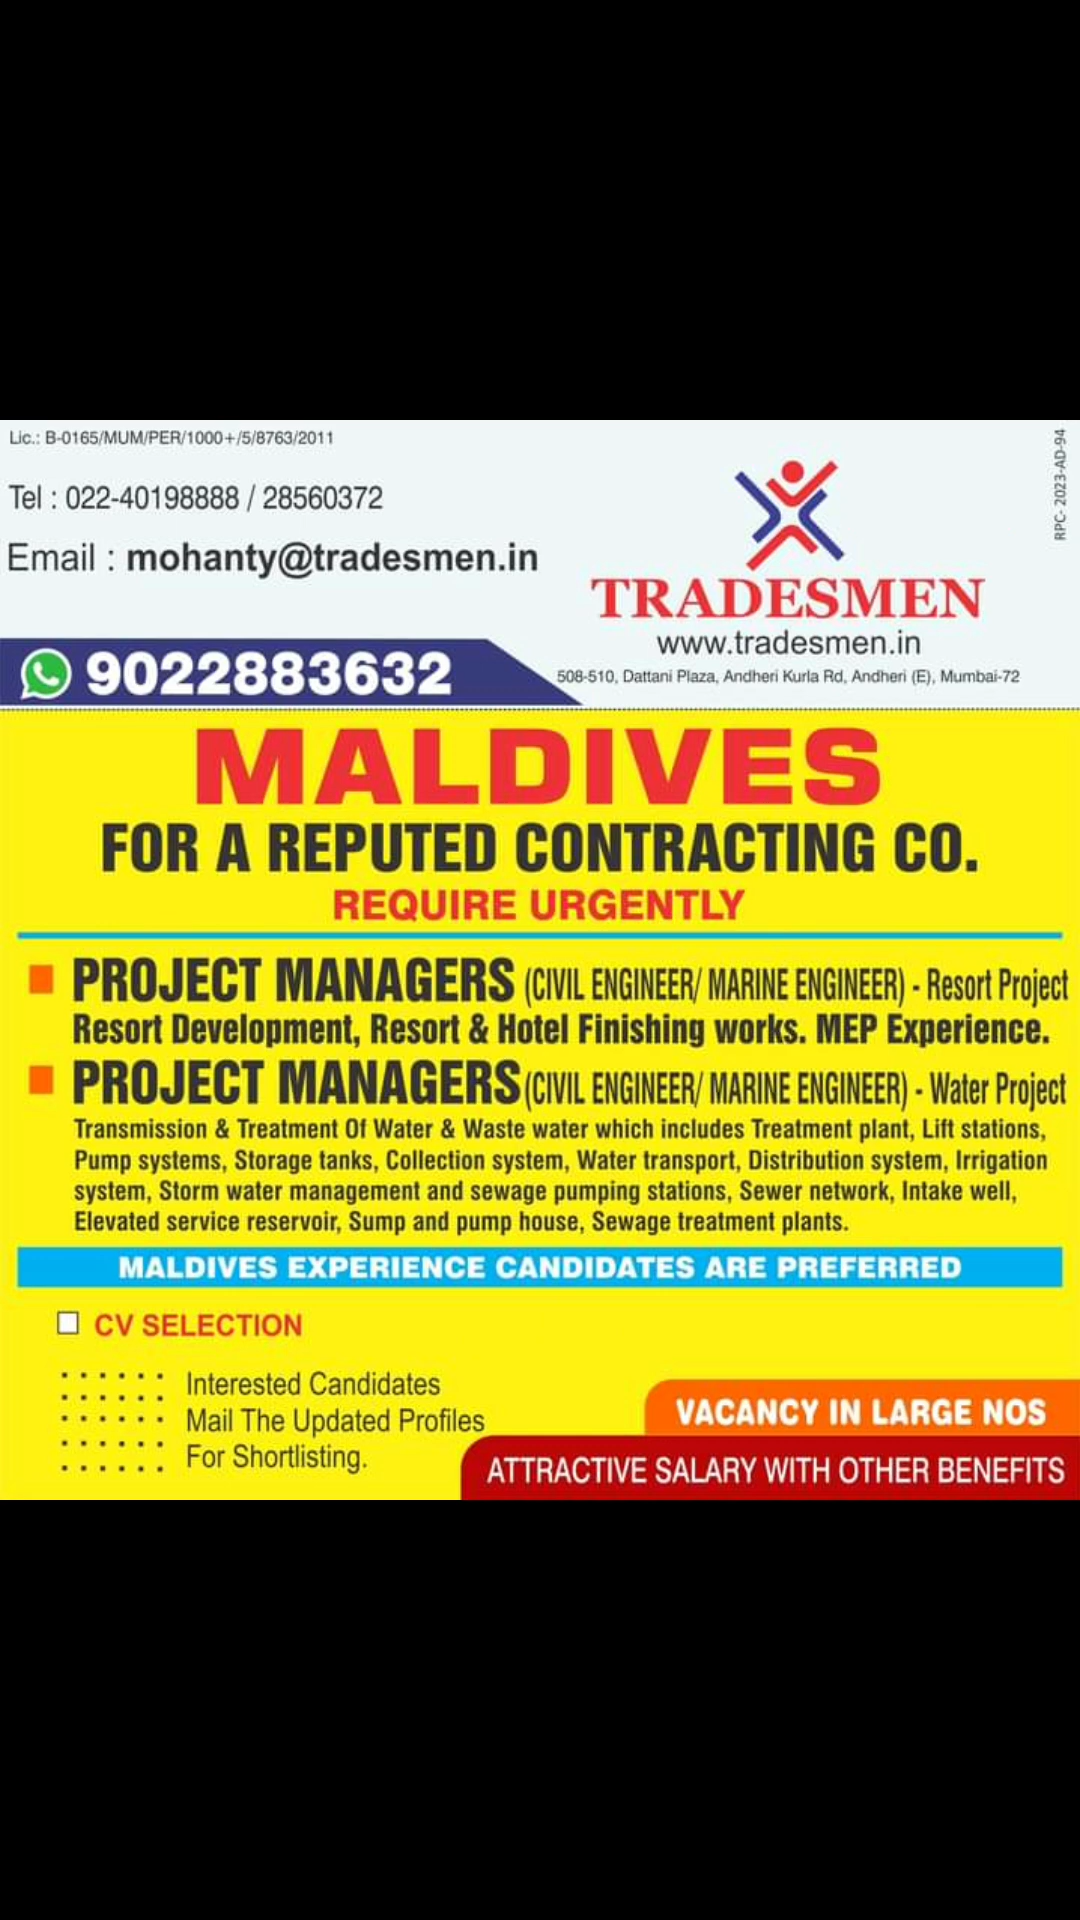 Lic.: B-0165/MUM/PER/1000+/5/8763/2011
Tel : 022-40198888 / 28560372
Email : mohanty@tradesmen.in
9022883632
RPC- 2023-AD-94
TRADESMEN
www.tradesmen.in
508-510, Dattani Plaza, Andheri Kurla Rd, Andheri (E), Mumbai-72
MALDIVES
FOR A REPUTED CONTRACTING CO.
REQUIRE URGENTLY
PROJECT MANAGERS (CIVIL ENGINEER/ MARINE ENGINEER) - Resort Project
Resort Development, Resort & Hotel Finishing works. MEP Experience.
PROJECT MANAGERS (CIVIL ENGINEER/ MARINE ENGINEER) - Water Project
Transmission & Treatment Of Water & Waste water which includes Treatment plant, Lift stations,
Pump systems, Storage tanks, Collection system, Water transport, Distribution system, Irrigation
system, Storm water management and sewage pumping stations, Sewer network, Intake well,
Elevated service reservoir, Sump and pump house, Sewage treatment plants.
MALDIVES EXPERIENCE CANDIDATES ARE PREFERRED
CV SELECTION
Interested Candidates
Mail The Updated Profiles
For Shortlisting.
VACANCY IN LARGE NOS
ATTRACTIVE SALARY WITH OTHER BENEFITS